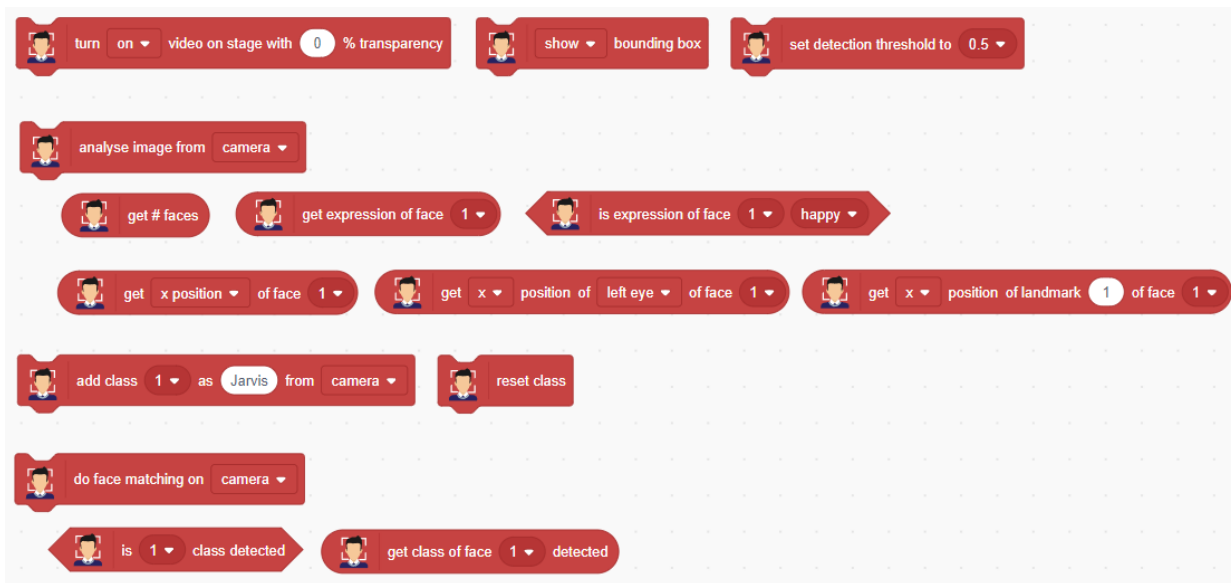 turn on video on stage with 0 % transparency
show bounding box
set detection threshold to 0.5
analyse image from camera
get # faces
get expression of face 1
is expression of face 1 happy
get x position of face 1
get x position of left eye of face 1
get x position of landmark 1 of face 1
add class 1 as Jarvis from camera
reset class
do face matching on camera
is 1 class detected
get class of face 1 detected